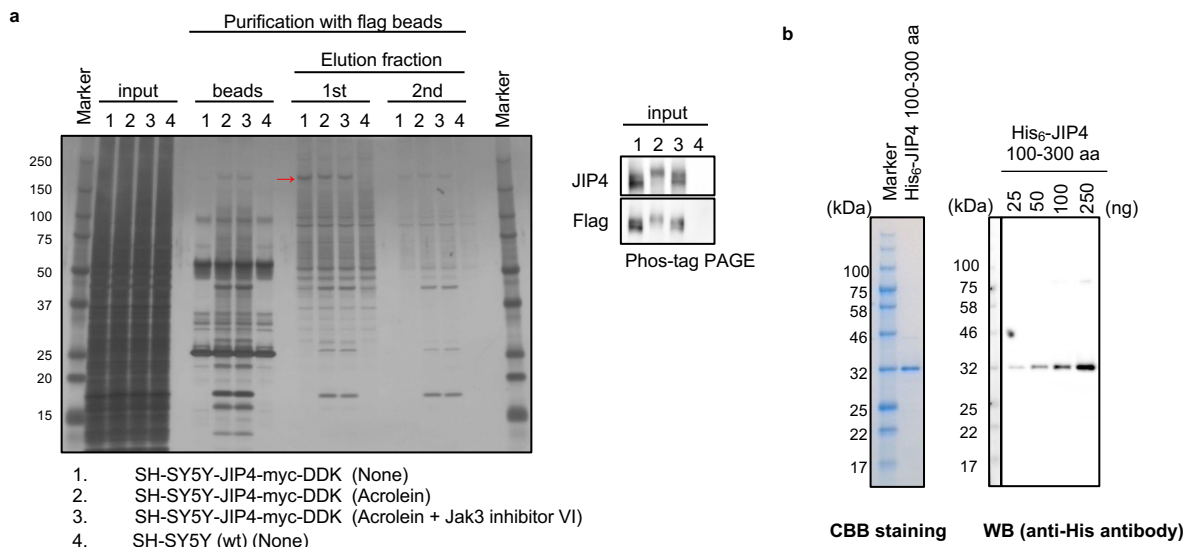 a
Purification with flag beads
Elution fraction
Marker
input
beads
1st
2nd
Marker
1 2 3 4
1 2 3 4
1 2 3 4
1 2 3 4
250
150
100
75
50
37
25
20
15
1. SH-SY5Y-JIP4-myc-DDK (None)
2. SH-SY5Y-JIP4-myc-DDK (Acrolein)
3. SH-SY5Y-JIP4-myc-DDK (Acrolein + Jak3 inhibitor VI)
4. SH-SY5Y (wt) (None)
input
1 2 3 4
JIP4
Flag
Phos-tag PAGE
b
Marker
His₆-JIP4 100-300 aa
(kDa)
100
75
58
46
32
25
22
17
CBB staining
His₆-JIP4
100-300 aa
(kDa)
25
50
100
250
(ng)
100
75
58
46
32
25
22
17
WB (anti-His antibody)